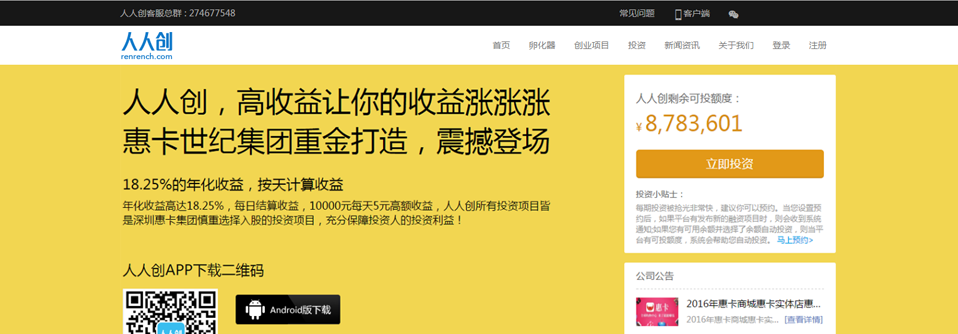 人人创客服总群 : 274677548
常见问题
客户端
人人创
renrench.com
首页
孵化器
创业项目
投资
新闻资讯
关于我们
登录
注册
人人创，高收益让你的收益涨涨涨
惠卡世纪集团重金打造，震撼登场
18.25%的年化收益，按天计算收益
年化收益高达18.25%，每日结算收益，10000元每天5元高额收益，人人创所有投资项目皆
是深圳惠卡集团慎重选择入股的投资项目，充分保障投资人的投资利益！
人人创APP下载二维码
Android版下载
人人创剩余可投额度：
¥ 8,783,601
立即投资
投资小贴士：
每期投资被抢光非常快，建议你可以预约。当您设置预
约后，如果平台有发布新的融资项目时，则会收到系统
通知;如果您有可用余额并选择了余额自动投资，则当平
台有可投额度，系统会帮助您自动投资。 马上预约>
公司公告
惠卡
2016年惠卡商城惠卡实体店惠...
2016年惠卡商城惠卡实... [查看详情]